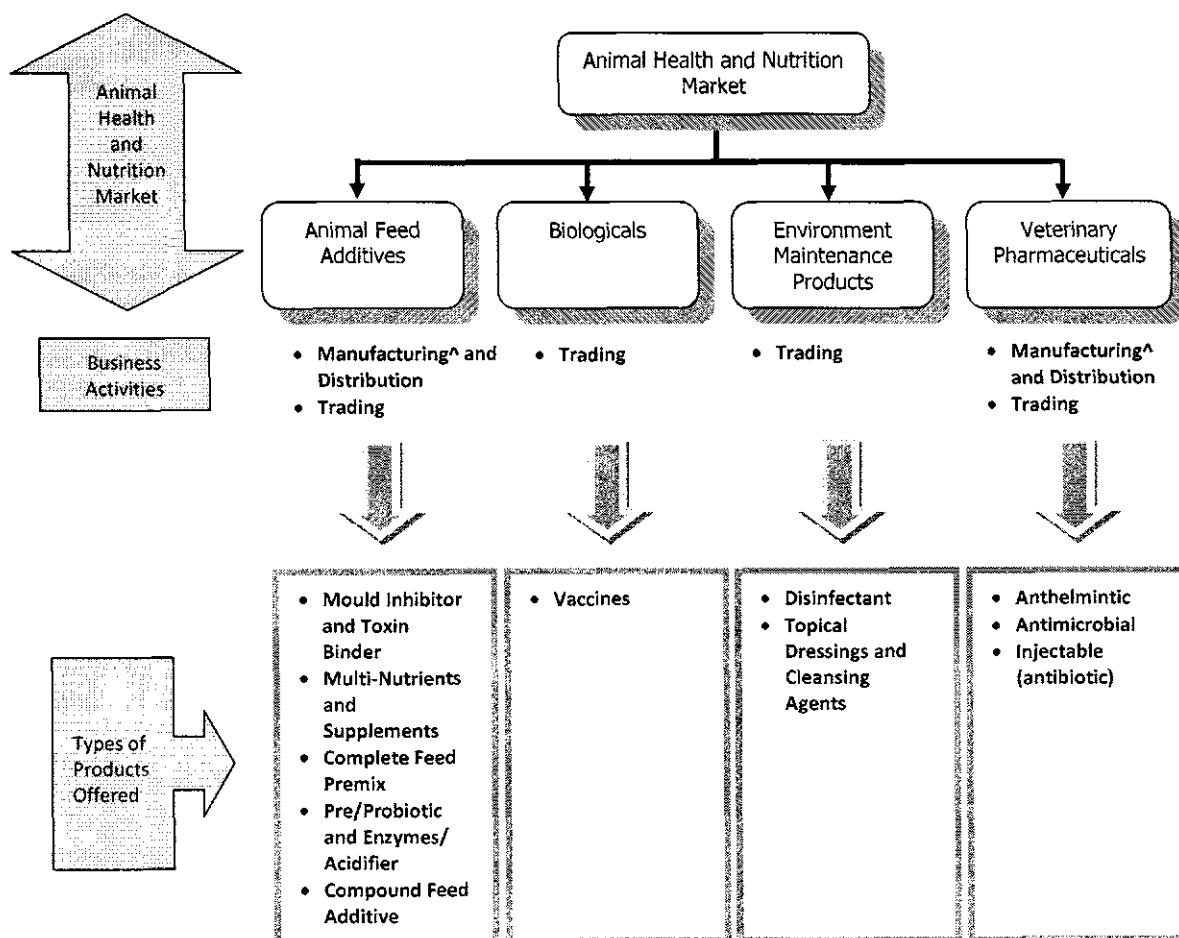 Animal
Health
and
Nutrition
Market
Animal Health and Nutrition
Market
Animal Feed
Additives
Biologicals
Environment
Maintenance
Products
Veterinary
Pharmaceuticals
Business
Activities
• Manufacturing^ and
Distribution
• Trading
• Trading
• Trading
• Manufacturing^
and Distribution
• Trading
Types of
Products
Offered
• Mould Inhibitor
and Toxin
Binder
• Multi-Nutrients
and
Supplements
• Complete Feed
Premix
• Pre/Probiotic
and Enzymes/
Acidifier
• Compound Feed
Additive
• Vaccines
• Disinfectant
• Topical
Dressings and
Cleansing
Agents
• Anthelmintic
• Antimicrobial
• Injectable
(antibiotic)